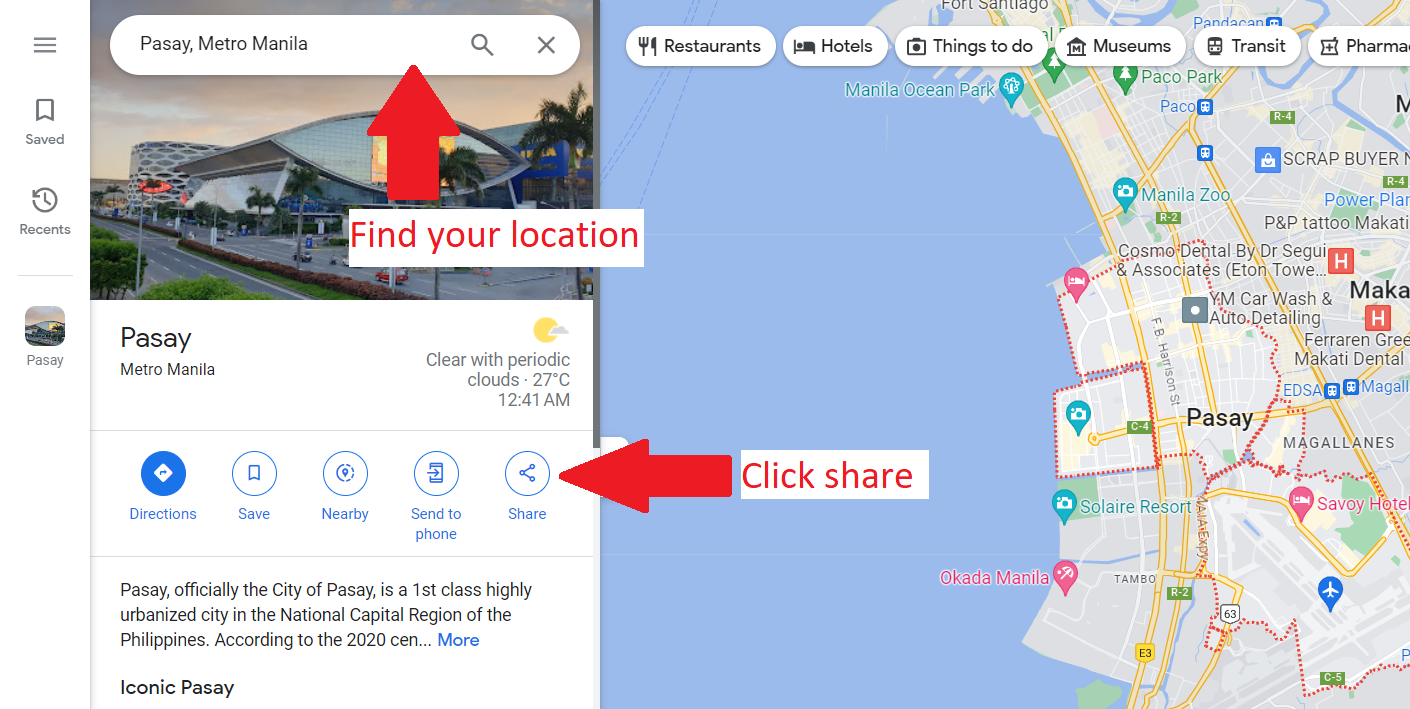 Pasay, Metro Manila
Saved
Recents
Pasay
Find your location
Pasay
Metro Manila
Clear with periodic
clouds · 27°C
12:41 AM
Directions
Save
Nearby
Send to
phone
Share
Click share
Pasay, officially the City of Pasay, is a 1st class highly
urbanized city in the National Capital Region of the
Philippines. According to the 2020 cen... More
Iconic Pasay
Fort Santiago
Pandacan
Restaurants
Hotels
Things to do
Museums
Transit
Pharmac
Manila Ocean Park
Paco Park
Paco
R-4
SCRAP BUYER
R-4
Manila Zoo
Power Plan
R-2
P&P tattoo Makati
Cosmo Dental By Dr Segui
& Associates (Eton Towe...
H
Maka
YM Car Wash &
Auto Detailing
H
F.B. Harrison St
Ferraren Gree
Makati Dental
EDSA
Magall
Pasay
C-4
MAGALLANES
Solaire Resort
Savoy Hotel
NAIA Expy
Okada Manila
TAMBO
R-2
63
E3
C-5